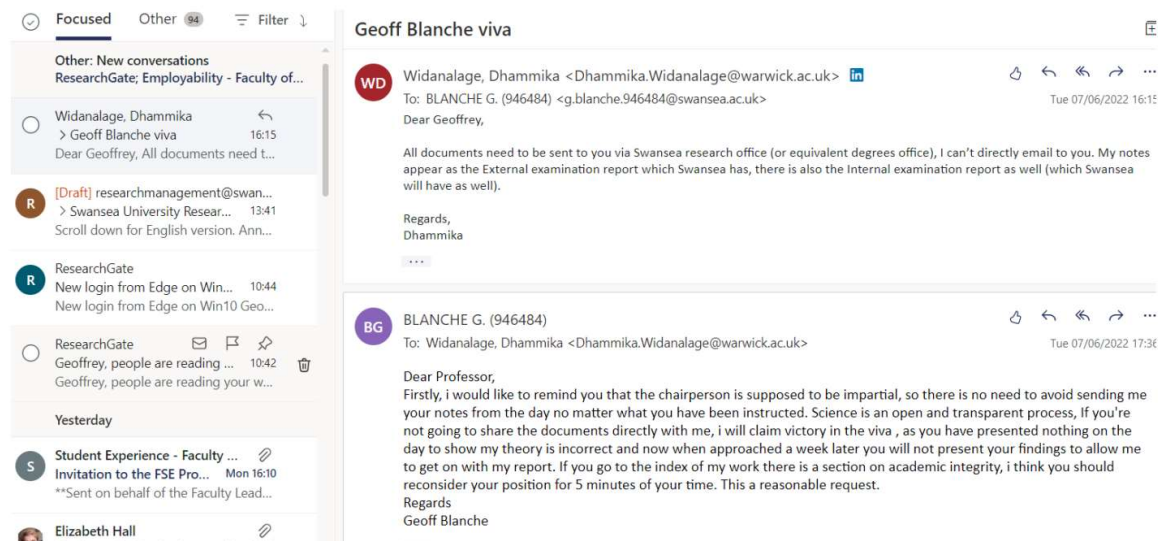 Focused Other 94 Filter
Other: New conversations
ResearchGate; Employability - Faculty of...
Widanalage, Dhammika
> Geoff Blanche viva 16:15
Dear Geoffrey, All documents need t...
R
[Draft] researchmanagement@swan...
> Swansea University Resear... 13:41
Scroll down for English version. Ann...
R
ResearchGate
New login from Edge on Win... 10:44
New login from Edge on Win10 Geo...
ResearchGate
Geoffrey, people are reading ... 10:42
Geoffrey, people are reading your w...
Yesterday
S
Student Experience - Faculty ...
Invitation to the FSE Pro... Mon 16:10
**Sent on behalf of the Faculty Lead...
Elizabeth Hall
Geoff Blanche viva
WD
Widanalage, Dhammika <Dhammika.Widanalage@warwick.ac.uk> in
To: BLANCHE G. (946484) <g.blanche.946484@swansea.ac.uk> Tue 07/06/2022 16:15
Dear Geoffrey,
All documents need to be sent to you via Swansea research office (or equivalent degrees office), I can't directly email to you. My notes
appear as the External examination report which Swansea has, there is also the Internal examination report as well (which Swansea
will have as well).
Regards,
Dhammika
...
BG
BLANCHE G. (946484)
To: Widanalage, Dhammika <Dhammika.Widanalage@warwick.ac.uk> Tue 07/06/2022 17:36
Dear Professor,
Firstly, i would like to remind you that the chairperson is supposed to be impartial, so there is no need to avoid sending me
your notes from the day no matter what you have been instructed. Science is an open and transparent process, If you're
not going to share the documents directly with me, i will claim victory in the viva , as you have presented nothing on the
day to show my theory is incorrect and now when approached a week later you will not present your findings to allow me
to get on with my report. If you go to the index of my work there is a section on academic integrity, i think you should
reconsider your position for 5 minutes of your time. This a reasonable request.
Regards
Geoff Blanche